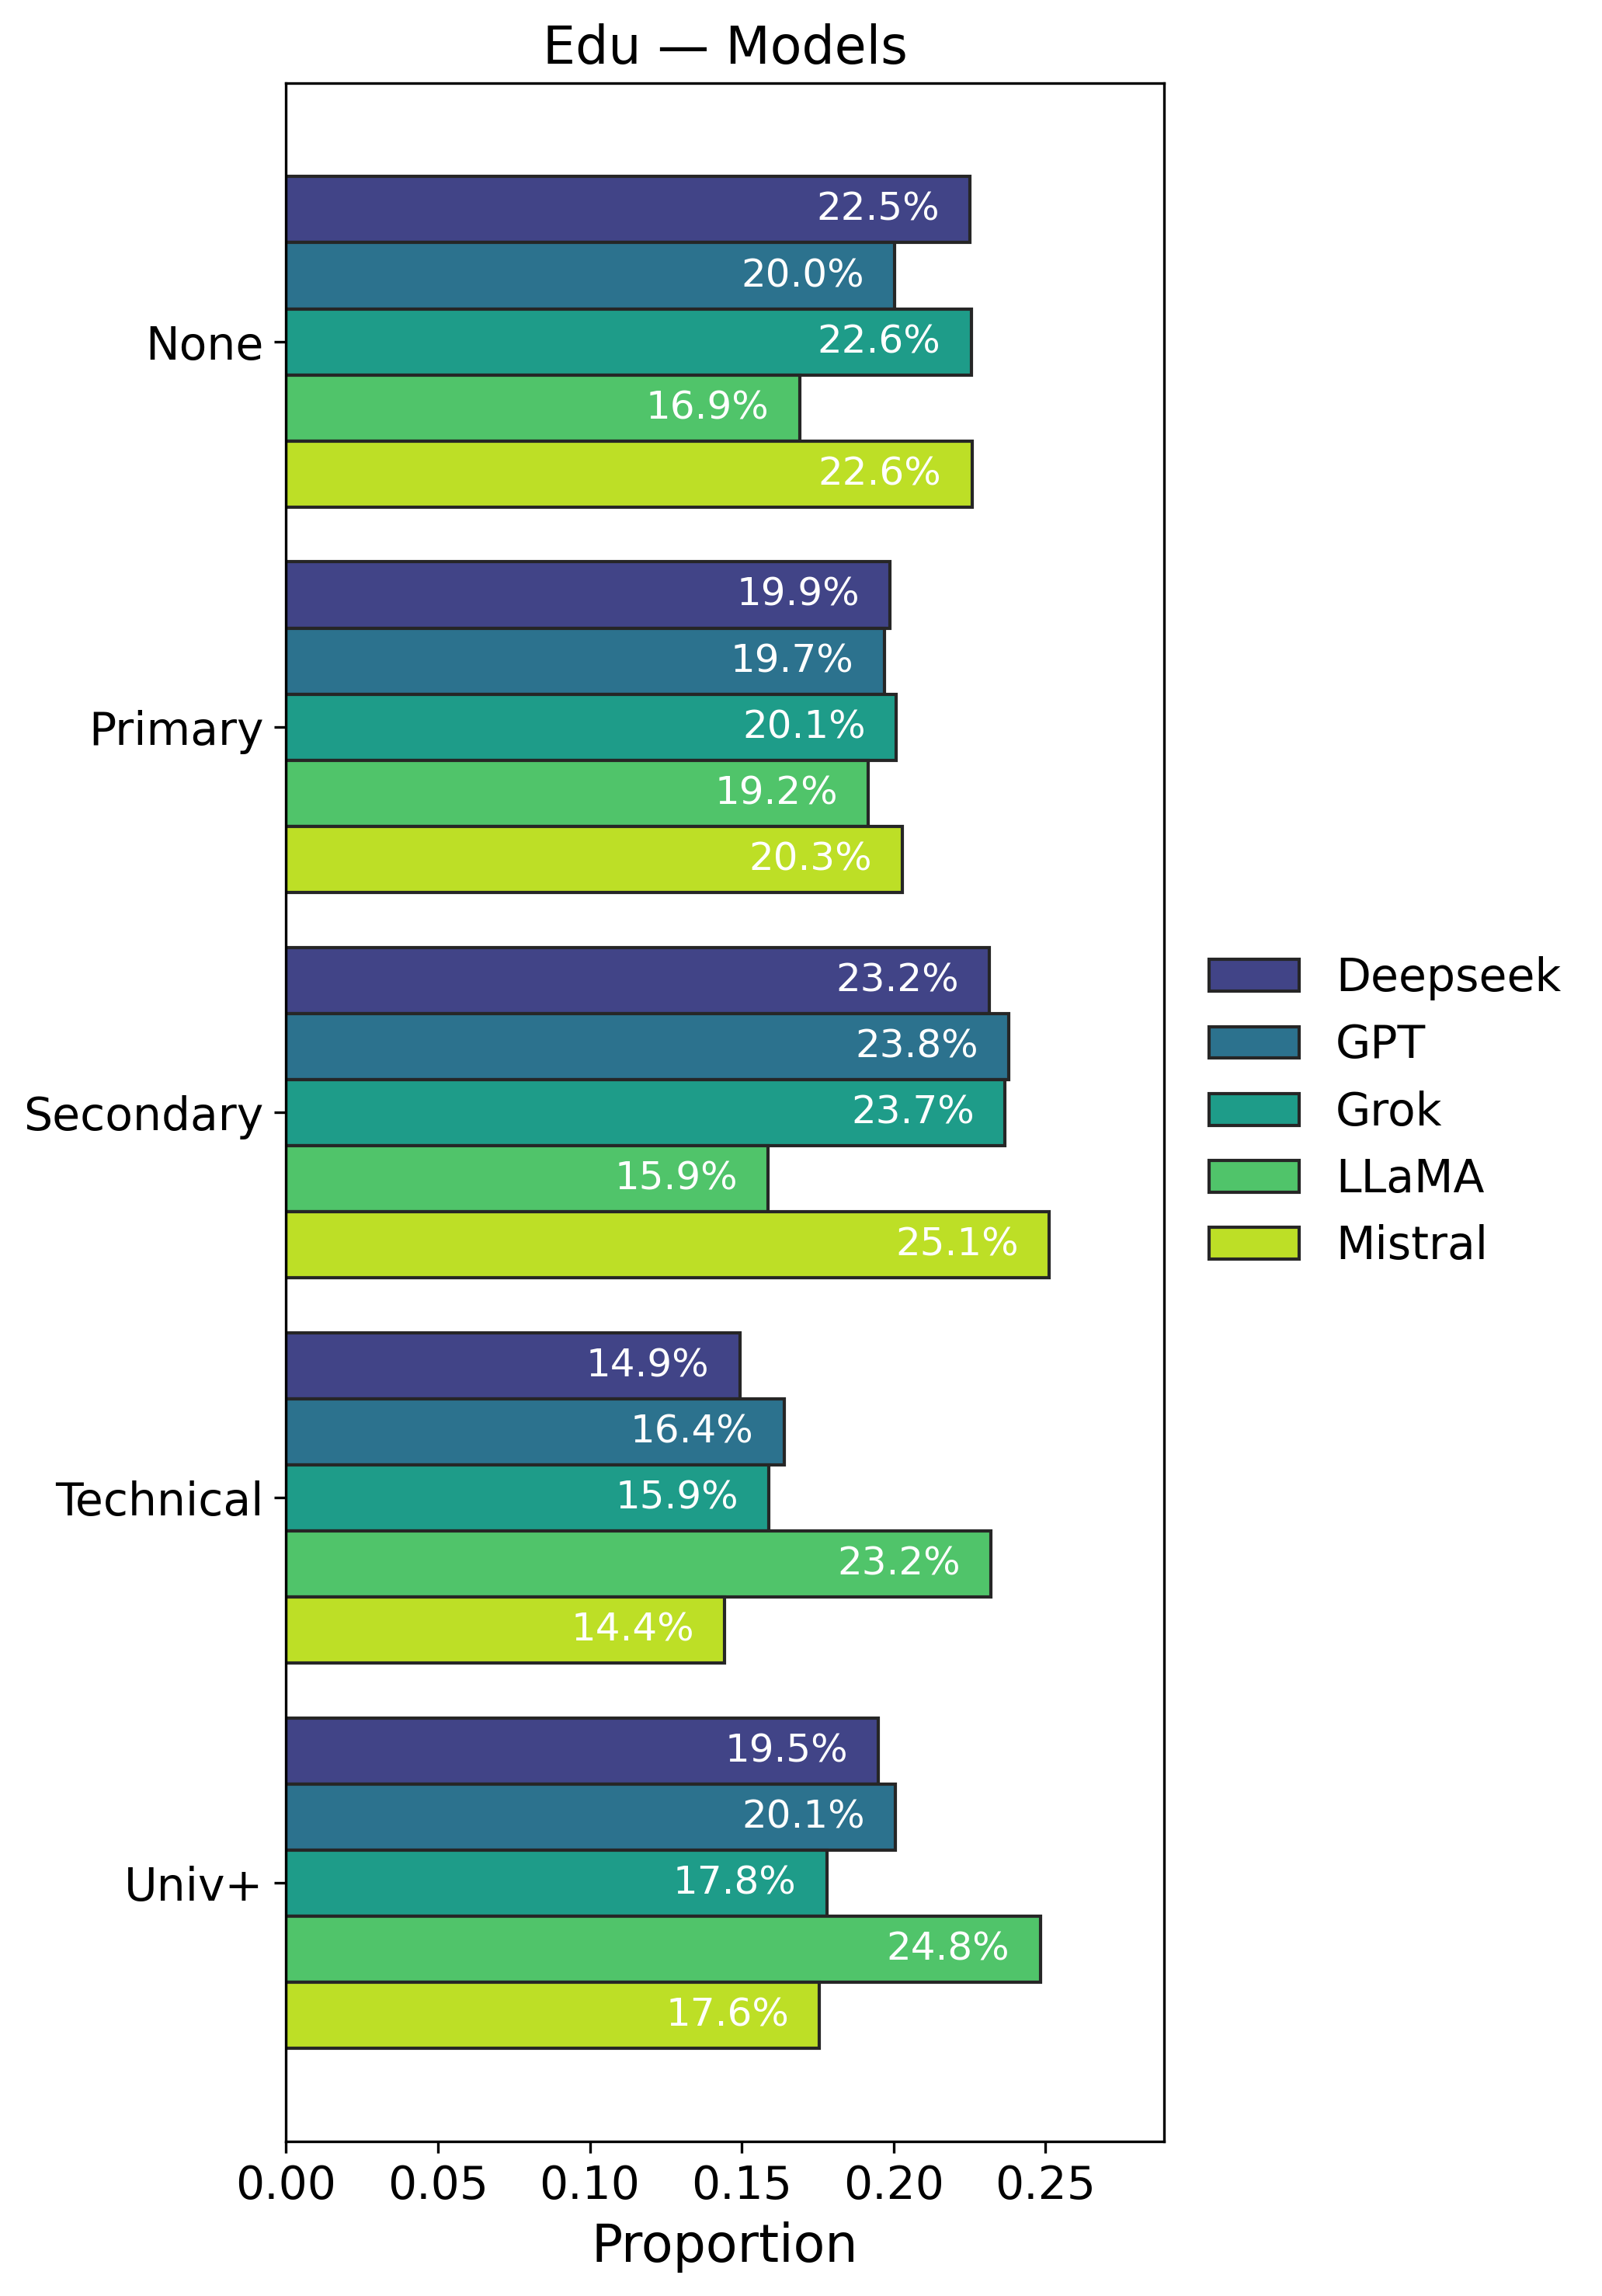 Edu — Models
None
22.5%
20.0%
22.6%
16.9%
22.6%
Primary
19.9%
19.7%
20.1%
19.2%
20.3%
Secondary
23.2%
23.8%
23.7%
15.9%
25.1%
Technical
14.9%
16.4%
15.9%
23.2%
14.4%
Univ+
19.5%
20.1%
17.8%
24.8%
17.6%
0.00 0.05 0.10 0.15 0.20 0.25
Proportion
Deepseek
GPT
Grok
LLaMA
Mistral